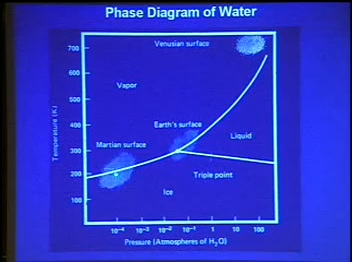 Phase Diagram of Water
Venusian surface
700
600
Vapor
500
Temperature (K)
400
Earth's surface
Liquid
300
Martian surface
200
Triple point
Ice
100
10⁻⁴ 10⁻³ 10⁻² 10⁻¹ 1 10 100
Pressure (Atmospheres of H₂O)